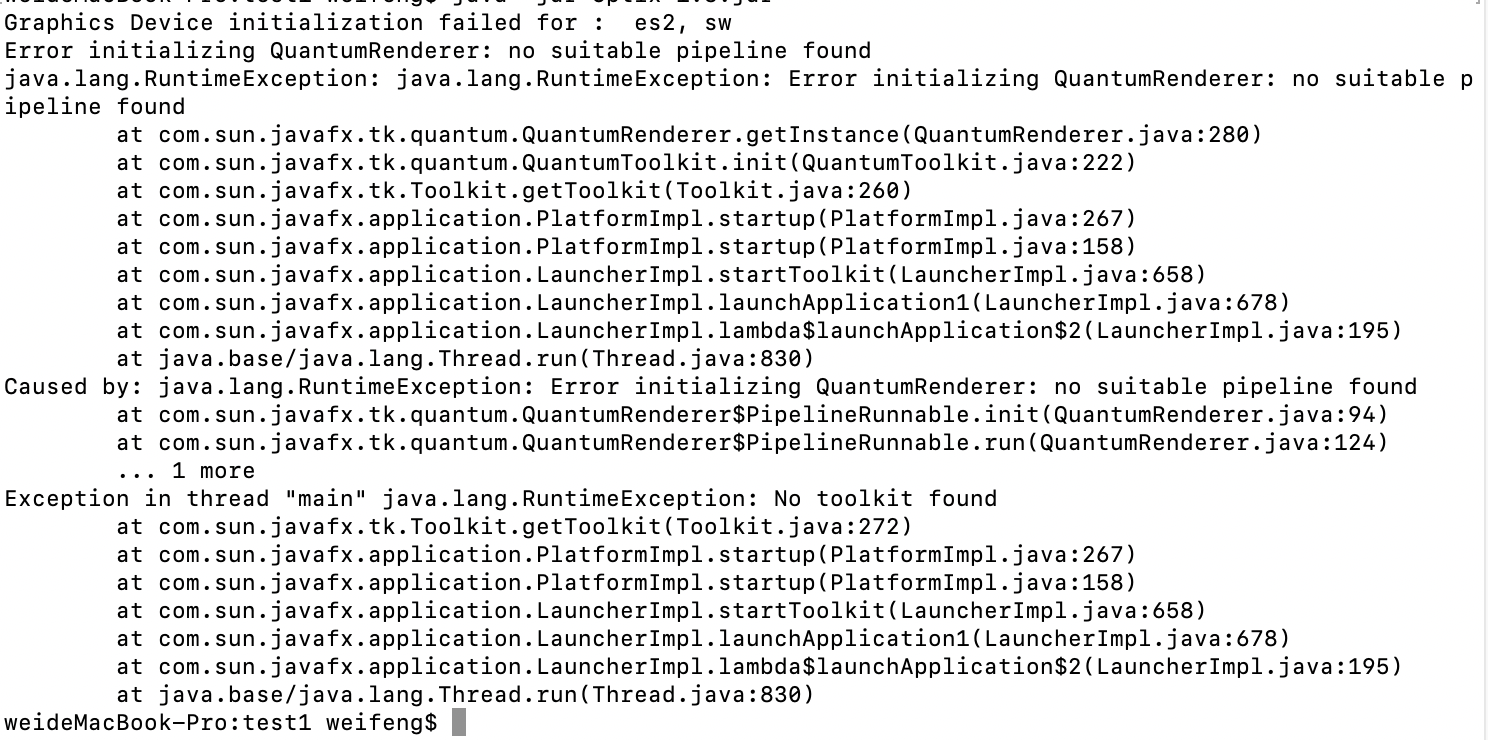 Graphics Device initialization failed for :  es2, sw
Error initializing QuantumRenderer: no suitable pipeline found
java.lang.RuntimeException: java.lang.RuntimeException: Error initializing QuantumRenderer: no suitable p
ipeline found
        at com.sun.javafx.tk.quantum.QuantumRenderer.getInstance(QuantumRenderer.java:280)
        at com.sun.javafx.tk.quantum.QuantumToolkit.init(QuantumToolkit.java:222)
        at com.sun.javafx.tk.Toolkit.getToolkit(Toolkit.java:260)
        at com.sun.javafx.application.PlatformImpl.startup(PlatformImpl.java:267)
        at com.sun.javafx.application.PlatformImpl.startup(PlatformImpl.java:158)
        at com.sun.javafx.application.LauncherImpl.startToolkit(LauncherImpl.java:658)
        at com.sun.javafx.application.LauncherImpl.launchApplication1(LauncherImpl.java:678)
        at com.sun.javafx.application.LauncherImpl.lambda$launchApplication$2(LauncherImpl.java:195)
        at java.base/java.lang.Thread.run(Thread.java:830)
Caused by: java.lang.RuntimeException: Error initializing QuantumRenderer: no suitable pipeline found
        at com.sun.javafx.tk.quantum.QuantumRenderer$PipelineRunnable.init(QuantumRenderer.java:94)
        at com.sun.javafx.tk.quantum.QuantumRenderer$PipelineRunnable.run(QuantumRenderer.java:124)
        ... 1 more
Exception in thread "main" java.lang.RuntimeException: No toolkit found
        at com.sun.javafx.tk.Toolkit.getToolkit(Toolkit.java:272)
        at com.sun.javafx.application.PlatformImpl.startup(PlatformImpl.java:267)
        at com.sun.javafx.application.PlatformImpl.startup(PlatformImpl.java:158)
        at com.sun.javafx.application.LauncherImpl.startToolkit(LauncherImpl.java:658)
        at com.sun.javafx.application.LauncherImpl.launchApplication1(LauncherImpl.java:678)
        at com.sun.javafx.application.LauncherImpl.lambda$launchApplication$2(LauncherImpl.java:195)
        at java.base/java.lang.Thread.run(Thread.java:830)
weideMacBook-Pro:test1 weifeng$